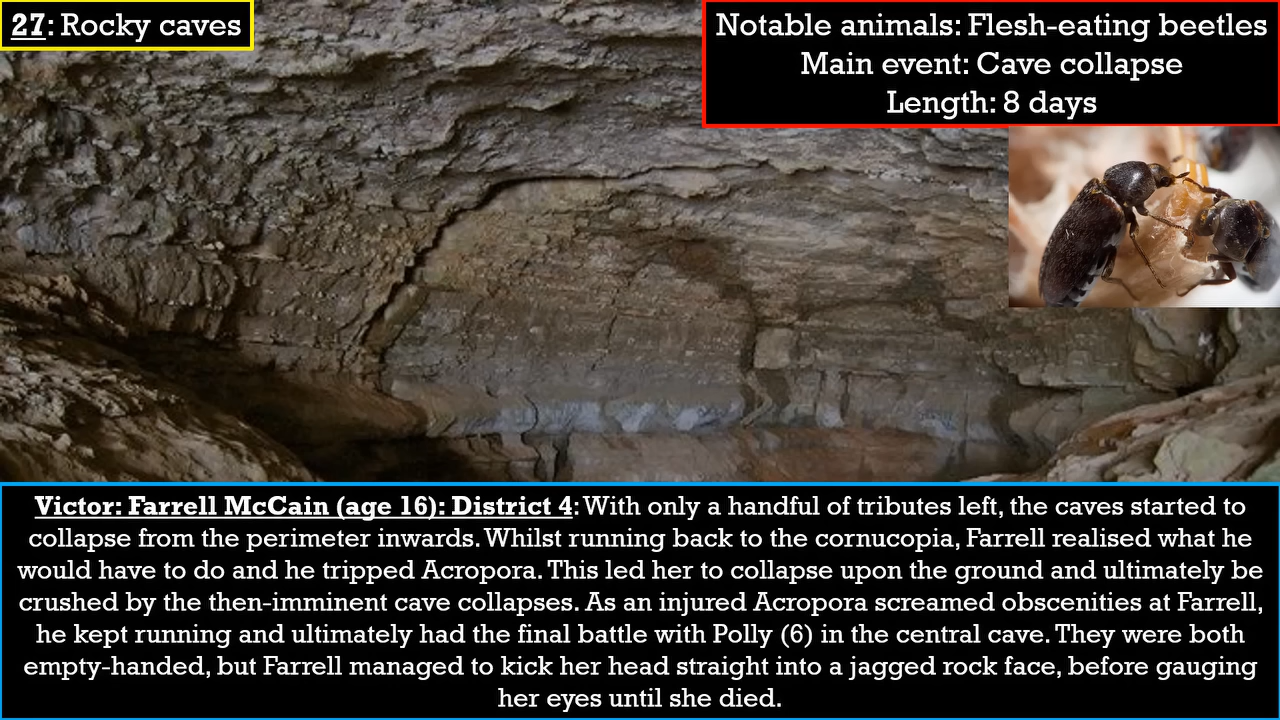 27: Rocky caves
Notable animals: Flesh-eating beetles
Main event: Cave collapse
Length: 8 days
Victor: Farrell McCain (age 16): District 4: With only a handful of tributes left, the caves started to
collapse from the perimeter inwards. Whilst running back to the cornucopia, Farrell realised what he
would have to do and he tripped Acropora. This led her to collapse upon the ground and ultimately be
crushed by the then-imminent cave collapses. As an injured Acropora screamed obscenities at Farrell,
he kept running and ultimately had the final battle with Polly (6) in the central cave. They were both
empty-handed, but Farrell managed to kick her head straight into a jagged rock face, before gauging
her eyes until she died.